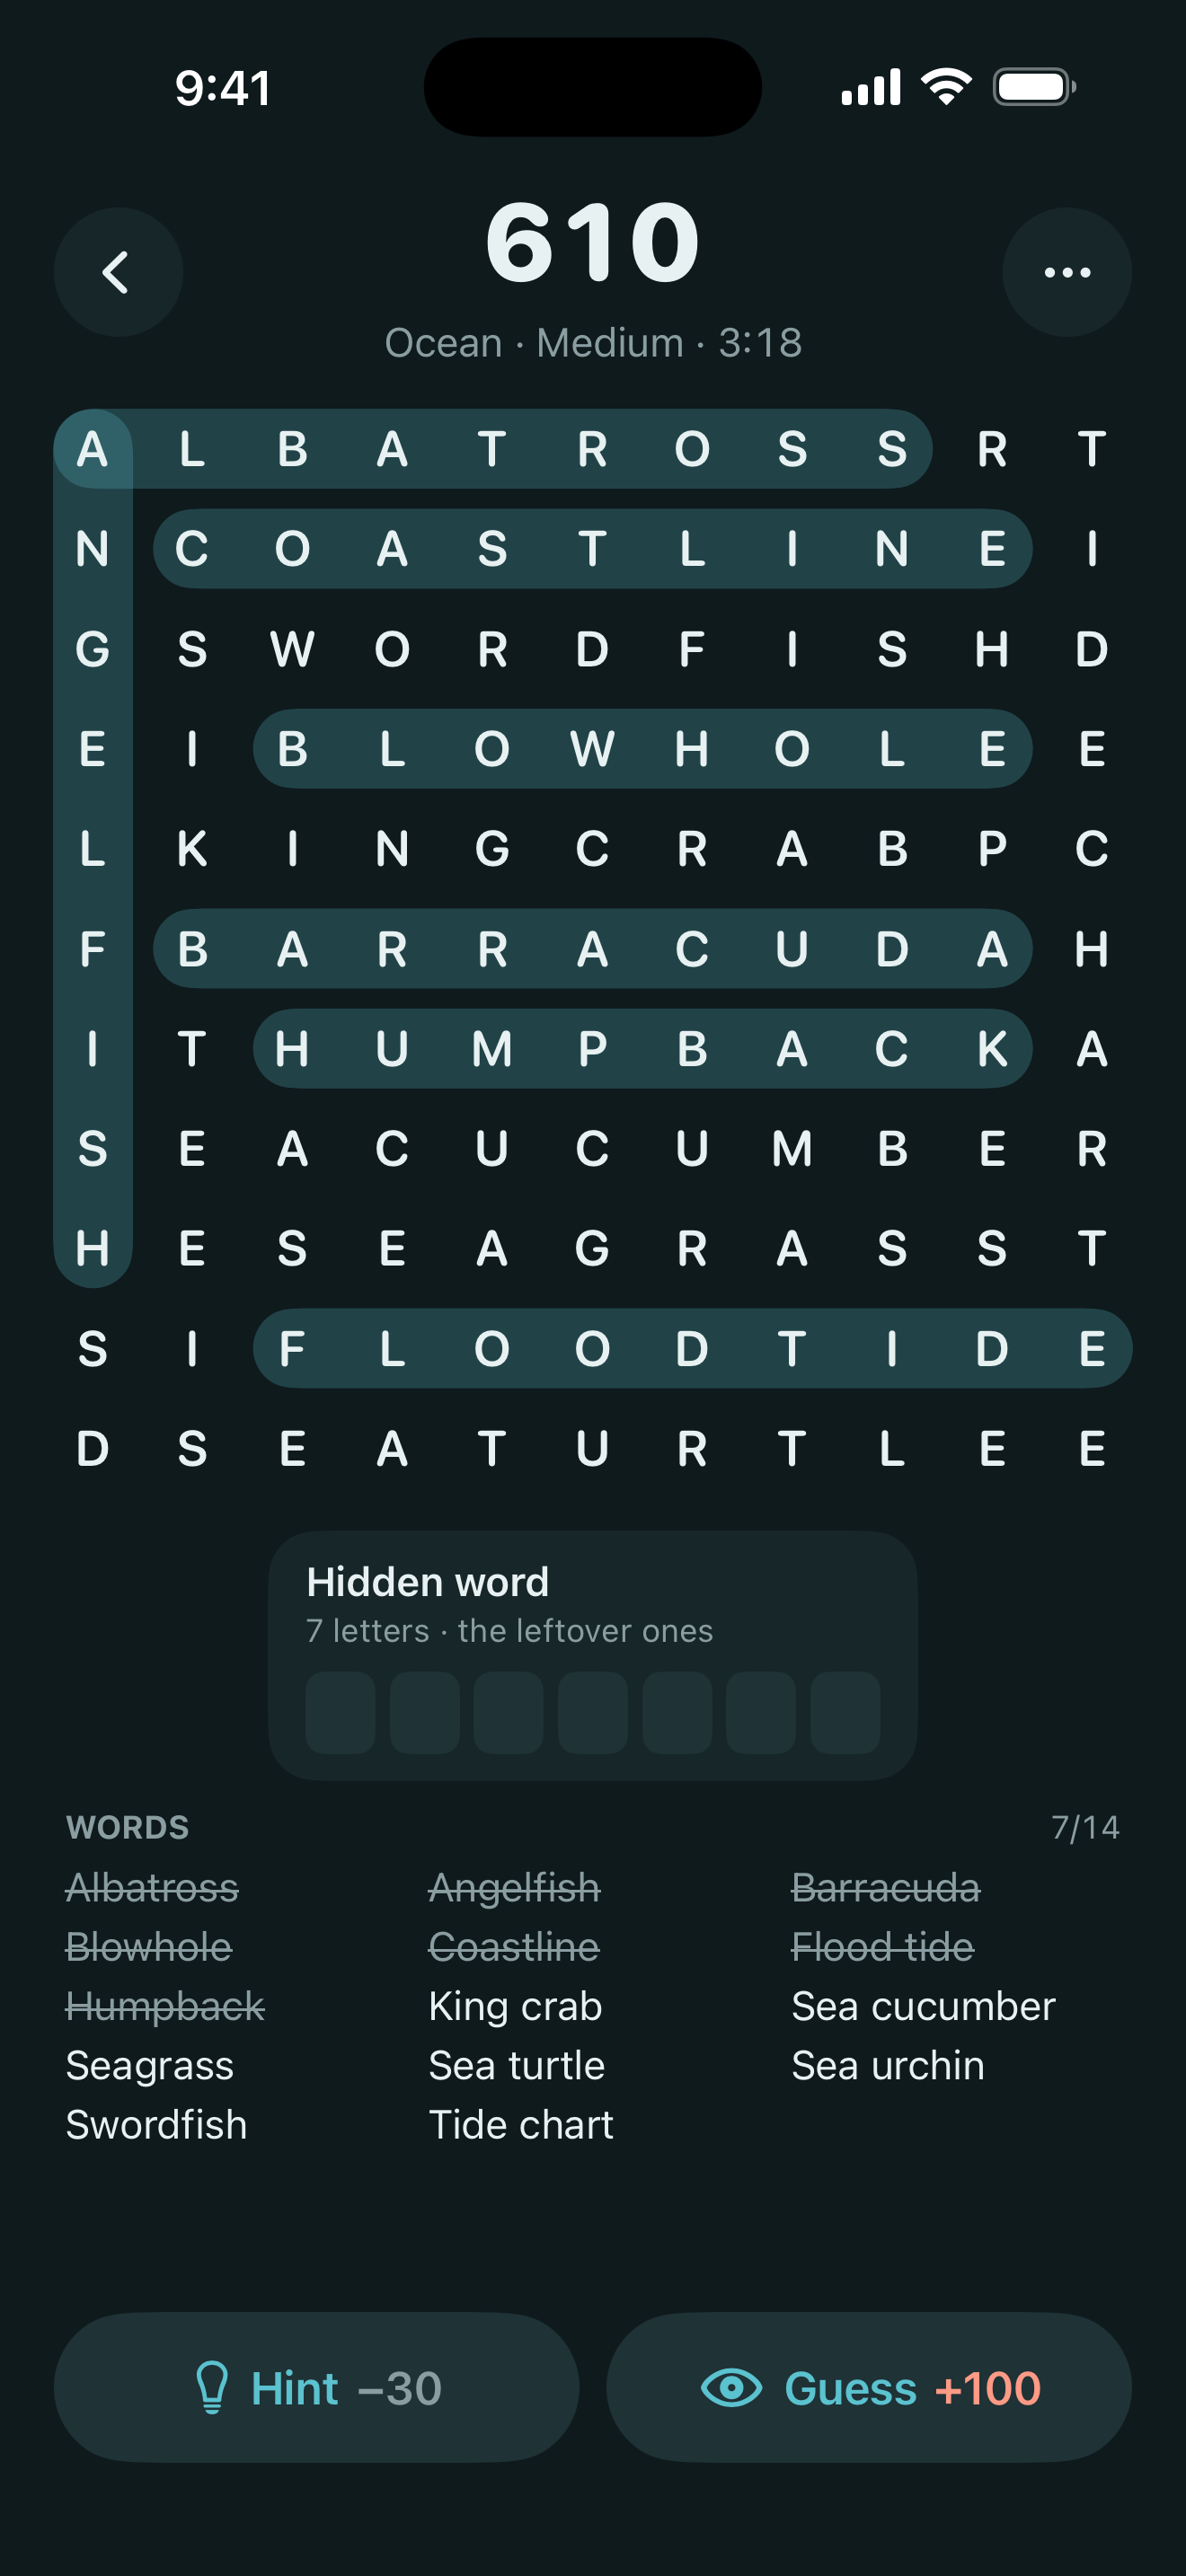 9:41
610
Ocean · Medium · 3:18
A L B A T R O S S R T
N C O A S T L I N E I
G S W O R D F I S H D
E I B L O W H O L E E
L K I N G C R A B P C
F B A R R A C U D A H
I T H U M P B A C K A
S E A C U C U M B E R
H E S E A G R A S S T
S I F L O O D T I D E
D S E A T U R T L E E
Hidden word
7 letters · the leftover ones
WORDS 7/14
Albatross Angelfish Barracuda
Blowhole Coastline Flood tide
Humpback King crab Sea cucumber
Seagrass Sea turtle Sea urchin
Swordfish Tide chart
Hint −30 Guess +100